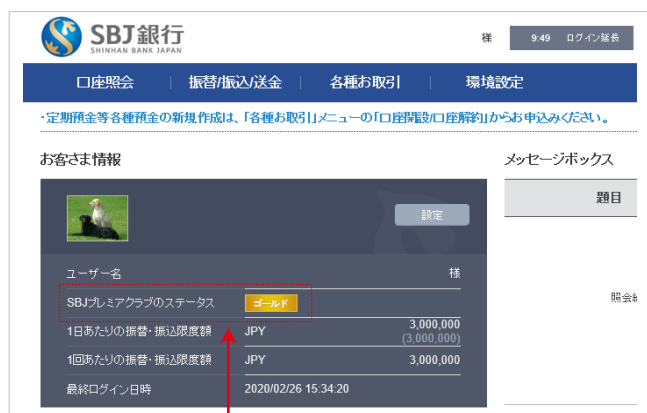 SBJ銀行
SHINHAN BANK JAPAN
様 9:49 ログイン延長
口座照会 振替/振込/送金 各種お取引 環境設定
・定期預金等各種預金の新規作成は、「各種お取引」メニューの「口座開設/口座解約」からお申込みください。
お客さま情報
メッセージボックス
題目
設定
ユーザー名 様
SBJプレミアクラブのステータス ゴールド
照会
1日あたりの振替・振込限度額 JPY 3,000,000
(3,000,000)
1回あたりの振替・振込限度額 JPY 3,000,000
最終ログイン日時 2020/02/26 15:34:20